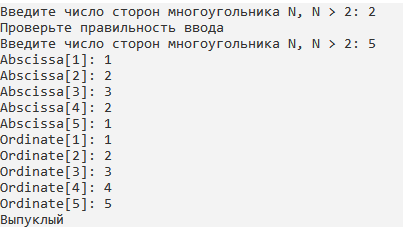 Введите число сторон многоугольника N, N > 2: 2
Проверьте правильность ввода
Введите число сторон многоугольника N, N > 2: 5
Abscissa[1]: 1
Abscissa[2]: 2
Abscissa[3]: 3
Abscissa[4]: 2
Abscissa[5]: 1
Ordinate[1]: 1
Ordinate[2]: 2
Ordinate[3]: 3
Ordinate[4]: 4
Ordinate[5]: 5
Выпуклый